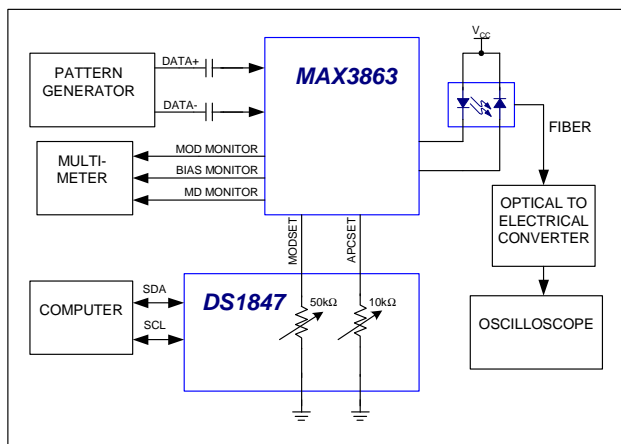 PATTERN
GENERATOR
DATA+
DATA-
MAX3863
VCC
FIBER
MULTI-
METER
MOD MONITOR
BIAS MONITOR
MD MONITOR
OPTICAL TO
ELECTRICAL
CONVERTER
MODSET
APCSET
COMPUTER
SDA
SCL
DS1847
50kΩ
10kΩ
OSCILLOSCOPE